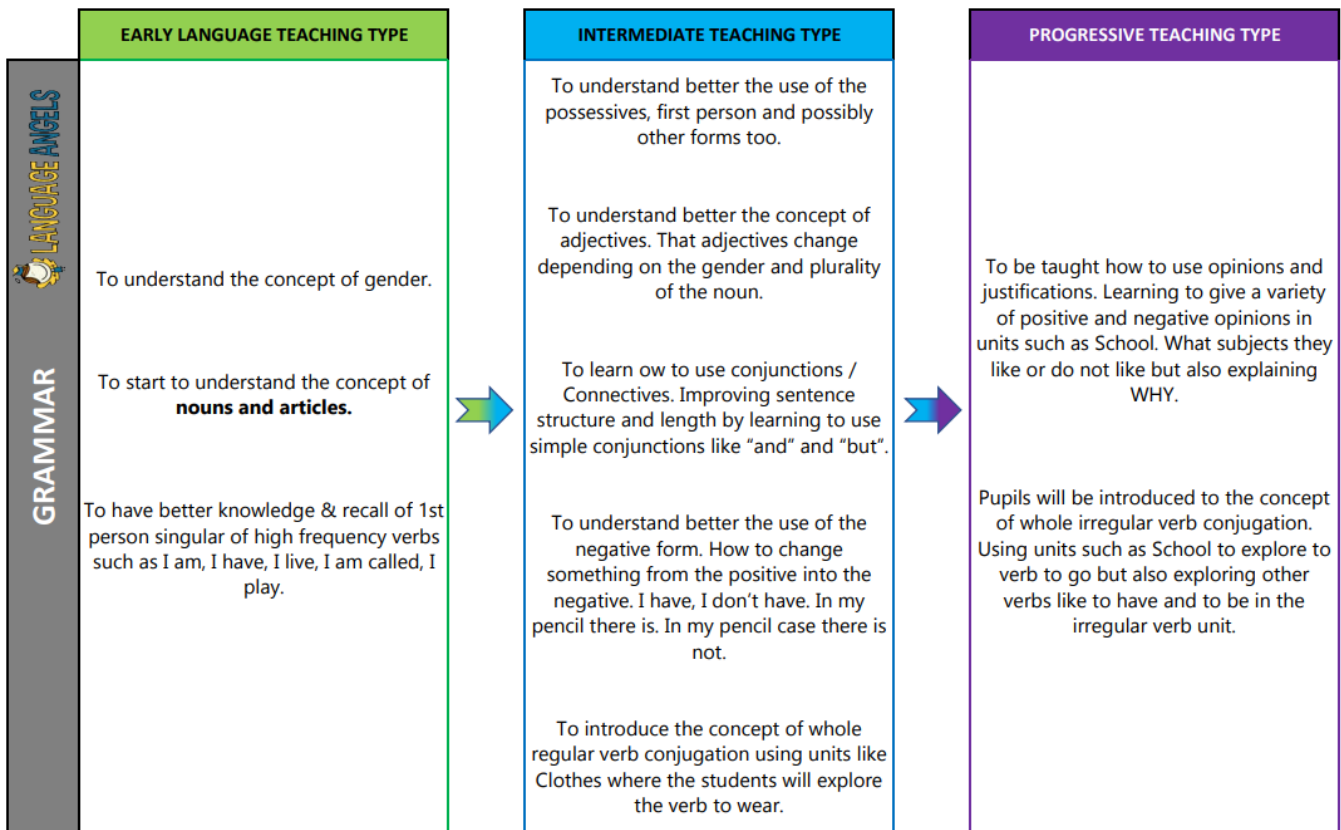 EARLY LANGUAGE TEACHING TYPE
INTERMEDIATE TEACHING TYPE
PROGRESSIVE TEACHING TYPE
LANGUAGE ANGELS
GRAMMAR
To understand the concept of gender.
To start to understand the concept of
nouns and articles.
To have better knowledge & recall of 1st
person singular of high frequency verbs
such as I am, I have, I live, I am called, I
play.
To understand better the use of the
possessives, first person and possibly
other forms too.
To understand better the concept of
adjectives. That adjectives change
depending on the gender and plurality
of the noun.
To learn ow to use conjunctions /
Connectives. Improving sentence
structure and length by learning to use
simple conjunctions like “and” and “but”.
To understand better the use of the
negative form. How to change
something from the positive into the
negative. I have, I don’t have. In my
pencil there is. In my pencil case there is
not.
To introduce the concept of whole
regular verb conjugation using units like
Clothes where the students will explore
the verb to wear.
To be taught how to use opinions and
justifications. Learning to give a variety
of positive and negative opinions in
units such as School. What subjects they
like or do not like but also explaining
WHY.
Pupils will be introduced to the concept
of whole irregular verb conjugation.
Using units such as School to explore to
verb to go but also exploring other
verbs like to have and to be in the
irregular verb unit.